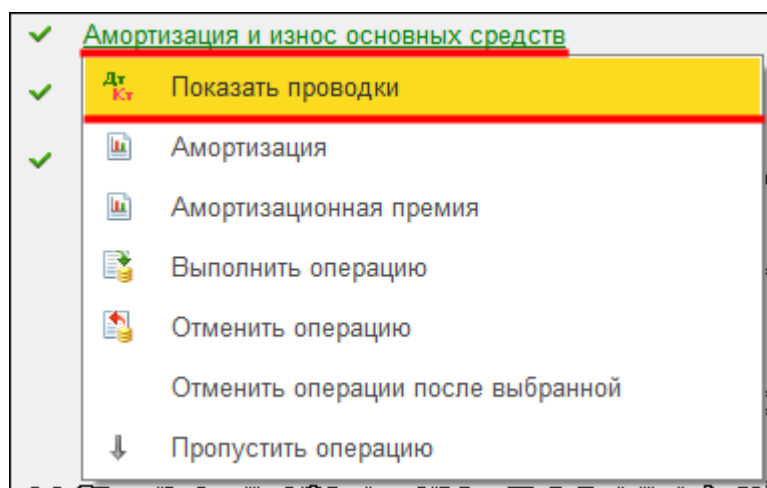 Амортизация и износ основных средств
Дт
Кт
Показать проводки
Амортизация
Амортизационная премия
Выполнить операцию
Отменить операцию
Отменить операции после выбранной
Пропустить операцию